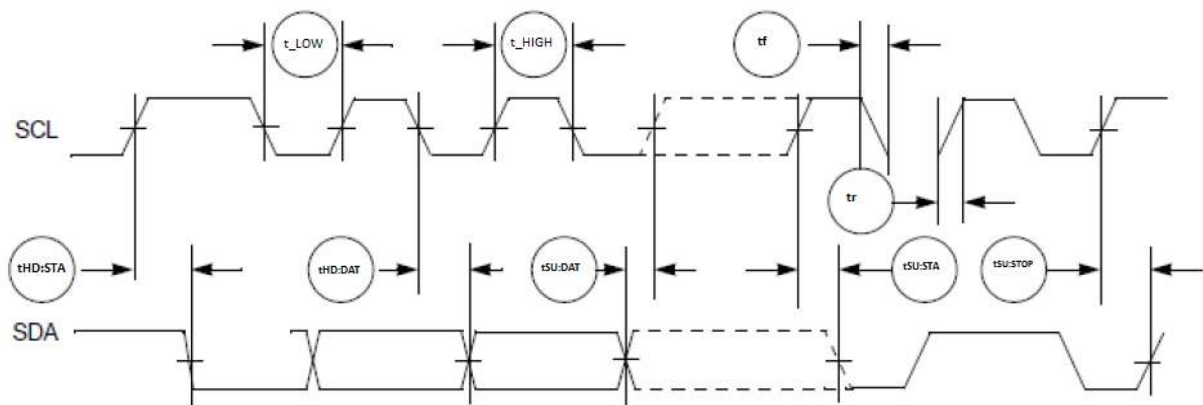 t_LOW
t_HIGH
tf
SCL
tr
tHD:STA
tHD:DAT
tSU:DAT
tSU:STA
tSU:STOP
SDA